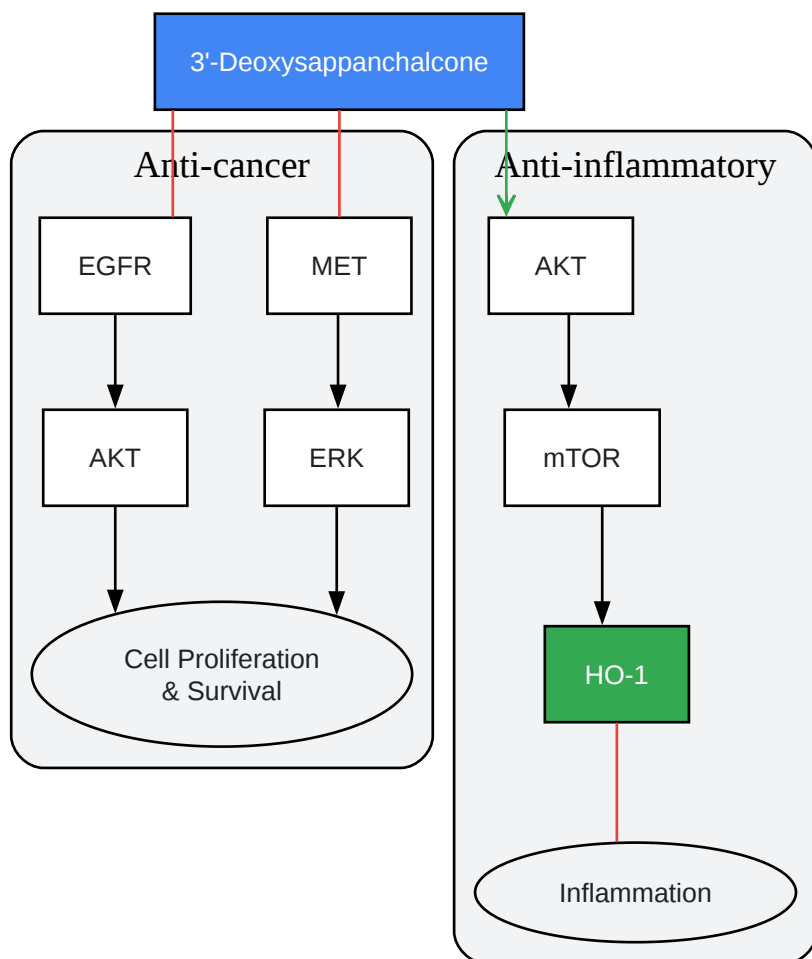 3'-Deoxysappanchalcone
Anti-cancer
EGFR
MET
AKT
ERK
Cell Proliferation
& Survival
Anti-inflammatory
AKT
mTOR
HO-1
Inflammation